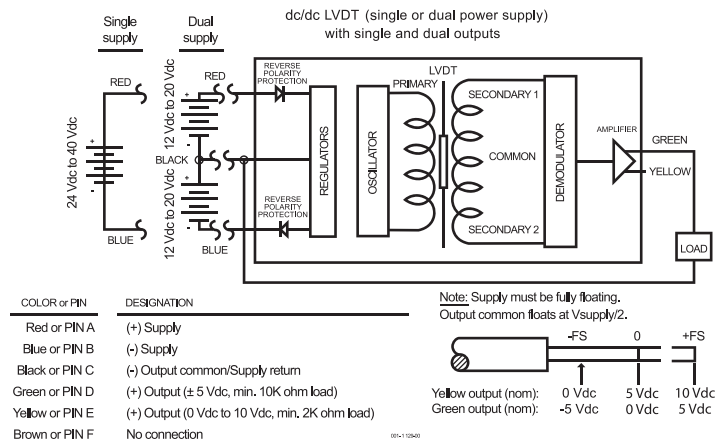 dc/dc LVDT (single or dual power supply)
with single and dual outputs
Single
supply
Dual
supply
RED
RED
REVERSE
POLARITY
PROTECTION
LVDT
PRIMARY
SECONDARY 1
24 Vdc to 40 Vdc
+
-
12 Vdc to 20 Vdc
+
-
BLACK
REGULATORS
OSCILLATOR
COMMON
DEMODULATOR
AMPLIFIER
GREEN
YELLOW
12 Vdc to 20 Vdc
+
-
REVERSE
POLARITY
PROTECTION
BLUE
BLUE
SECONDARY 2
LOAD
COLOR or PIN DESIGNATION
Red or PIN A (+) Supply
Blue or PIN B (-) Supply
Black or PIN C (-) Output common/Supply return
Green or PIN D (+) Output (± 5 Vdc, min. 10K ohm load)
Yellow or PIN E (+) Output (0 Vdc to 10 Vdc, min. 2K ohm load)
Brown or PIN F No connection
Note: Supply must be fully floating.
Output common floats at Vsupply/2.
-FS 0 +FS
Yellow output (nom): 0 Vdc 5 Vdc 10 Vdc
Green output (nom): -5 Vdc 0 Vdc 5 Vdc